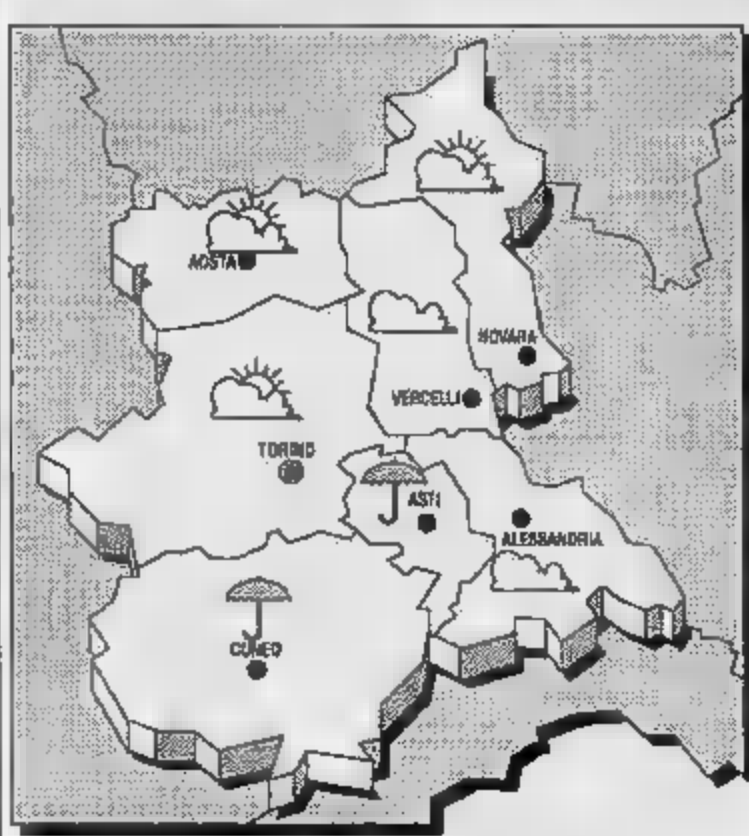 AOSTA
NOVARA
VERCELLI
TORINO
ASTI
ALESSANDRIA
CUNEO